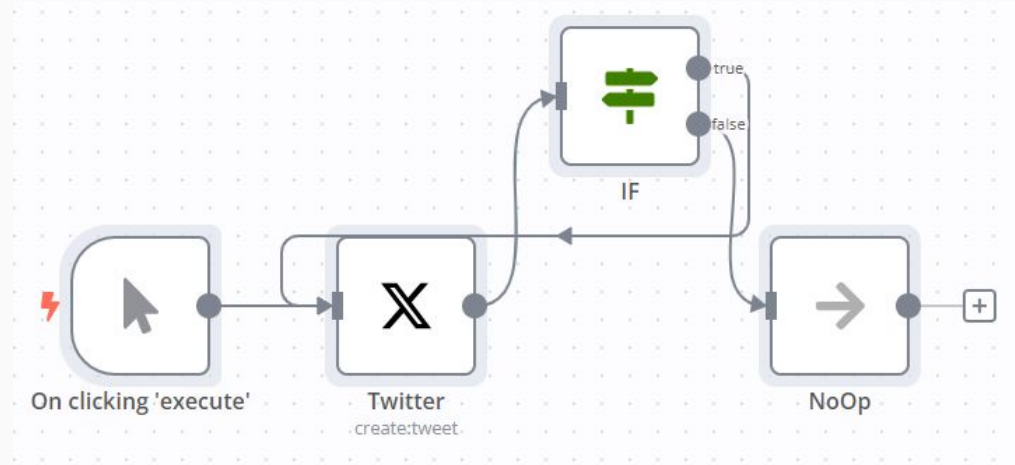 true
false
IF
On clicking 'execute'
Twitter
NoOp
create:tweet